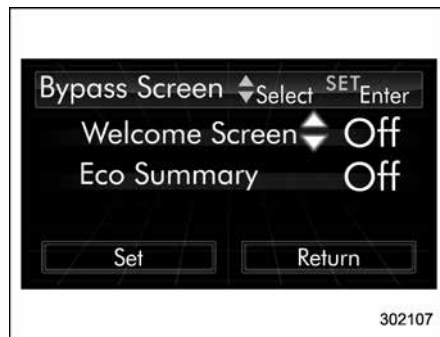 Bypass Screen Select SET Enter
Welcome Screen Off
Eco Summary Off
Set Return
302107